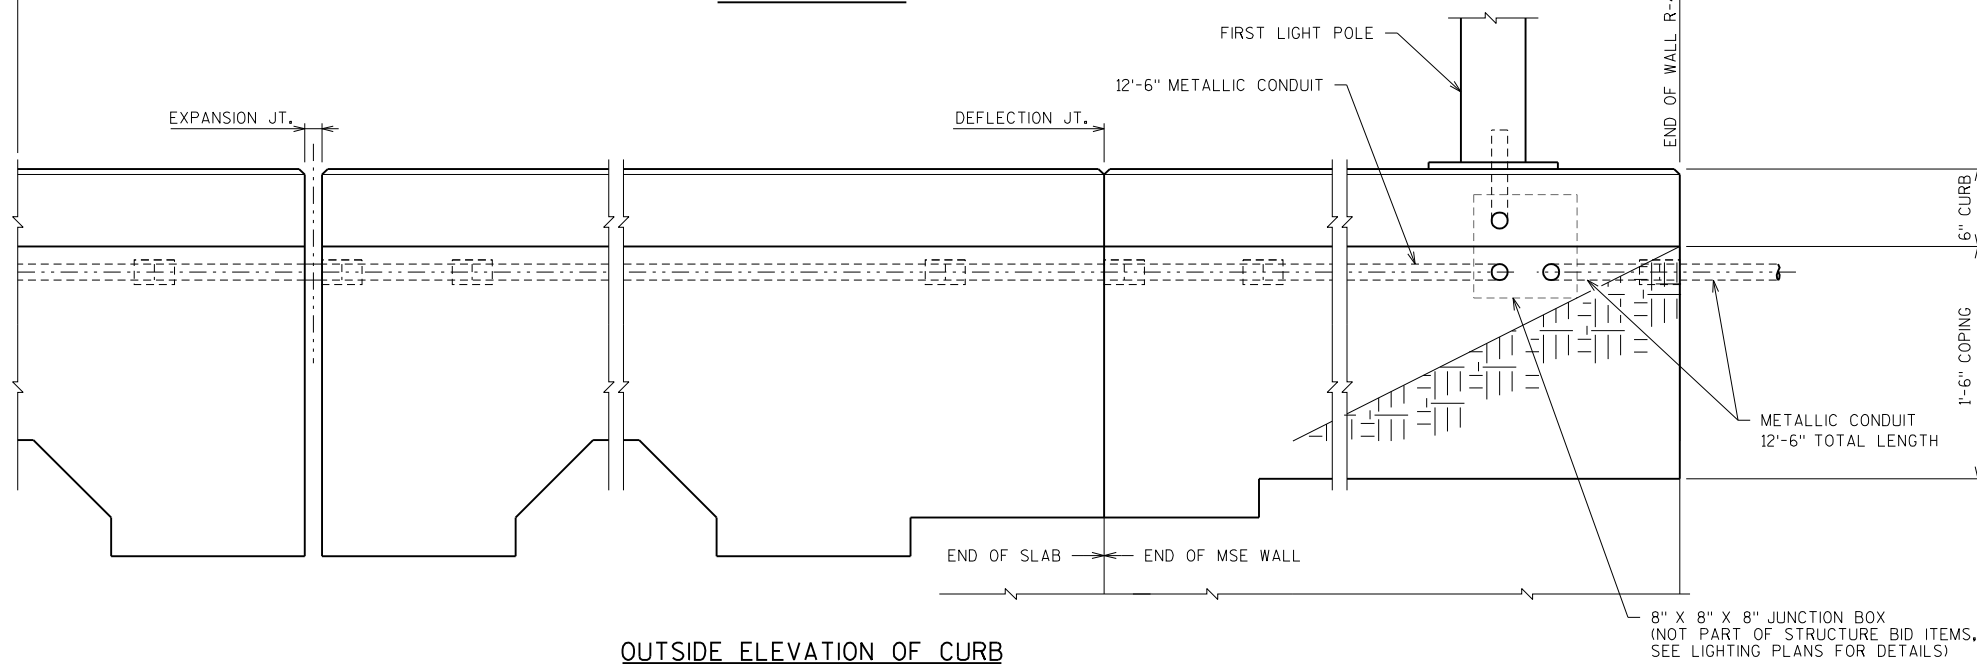 FIRST LIGHT POLE
12'-6" METALLIC CONDUIT
EXPANSION JT.
DEFLECTION JT.
END OF WALL R-
6" CURB
1'-6" COPING
METALLIC CONDUIT
12'-6" TOTAL LENGTH
END OF SLAB
END OF MSE WALL
8" X 8" X 8" JUNCTION BOX
(NOT PART OF STRUCTURE BID ITEMS,
SEE LIGHTING PLANS FOR DETAILS)
OUTSIDE ELEVATION OF CURB